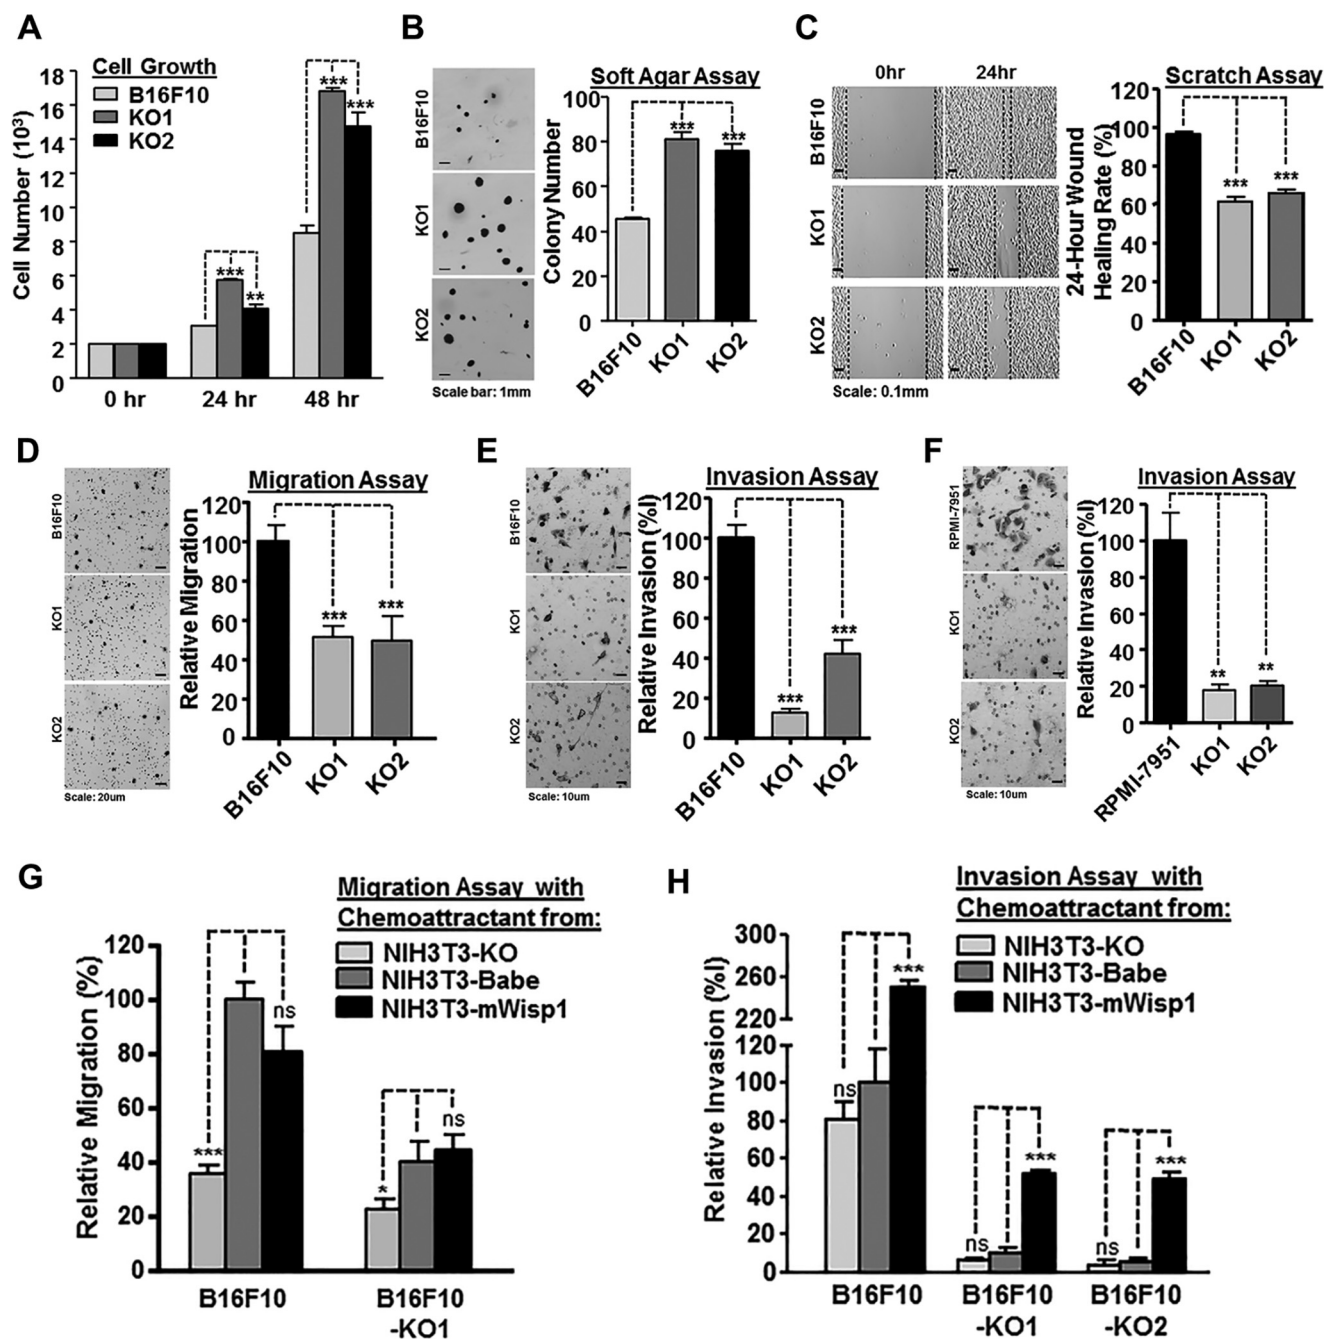 A
Cell Growth
B16F10
KO1
KO2
Cell Number (10³)
18
16
14
12
10
8
6
4
2
0
***
**
***
***
0 hr
24 hr
48 hr
B
B16F10
KO1
KO2
Scale bar: 1mm
Soft Agar Assay
Colony Number
100
80
60
40
20
0
***
***
B16F10
KO1
KO2
C
0hr
24hr
B16F10
KO1
KO2
Scale: 0.1mm
Scratch Assay
24-Hour Wound
Healing Rate (%)
120
100
80
60
40
20
0
***
***
B16F10
KO1
KO2
D
B16F10
KO1
KO2
Scale: 20um
Migration Assay
Relative Migration
120
100
80
60
40
100
0
***
***
B16F10
KO1
KO2
E
B16F10
KO1
KO2
Scale: 10um
Invasion Assay
Relative Invasion (%I)
120
100
80
60
40
20
0
***
***
B16F10
KO1
KO2
F
RPMI-7951
KO1
KO2
Scale: 10um
Invasion Assay
Relative Invasion (%I)
120
100
80
60
40
20
0
**
**
RPMI-7951
KO1
KO2
G
Migration Assay with
Chemoattractant from:
NIH3T3-KO
NIH3T3-Babe
NIH3T3-mWisp1
Relative Migration (%)
120
100
80
60
40
20
0
***
ns
*
ns
B16F10
B16F10
-KO1
H
Invasion Assay with
Chemoattractant from:
NIH3T3-KO
NIH3T3-Babe
NIH3T3-mWisp1
Relative Invasion (%I)
300
260
220
120
100
80
60
40
20
0
ns
***
ns
***
ns
***
B16F10
B16F10
-KO1
B16F10
-KO2